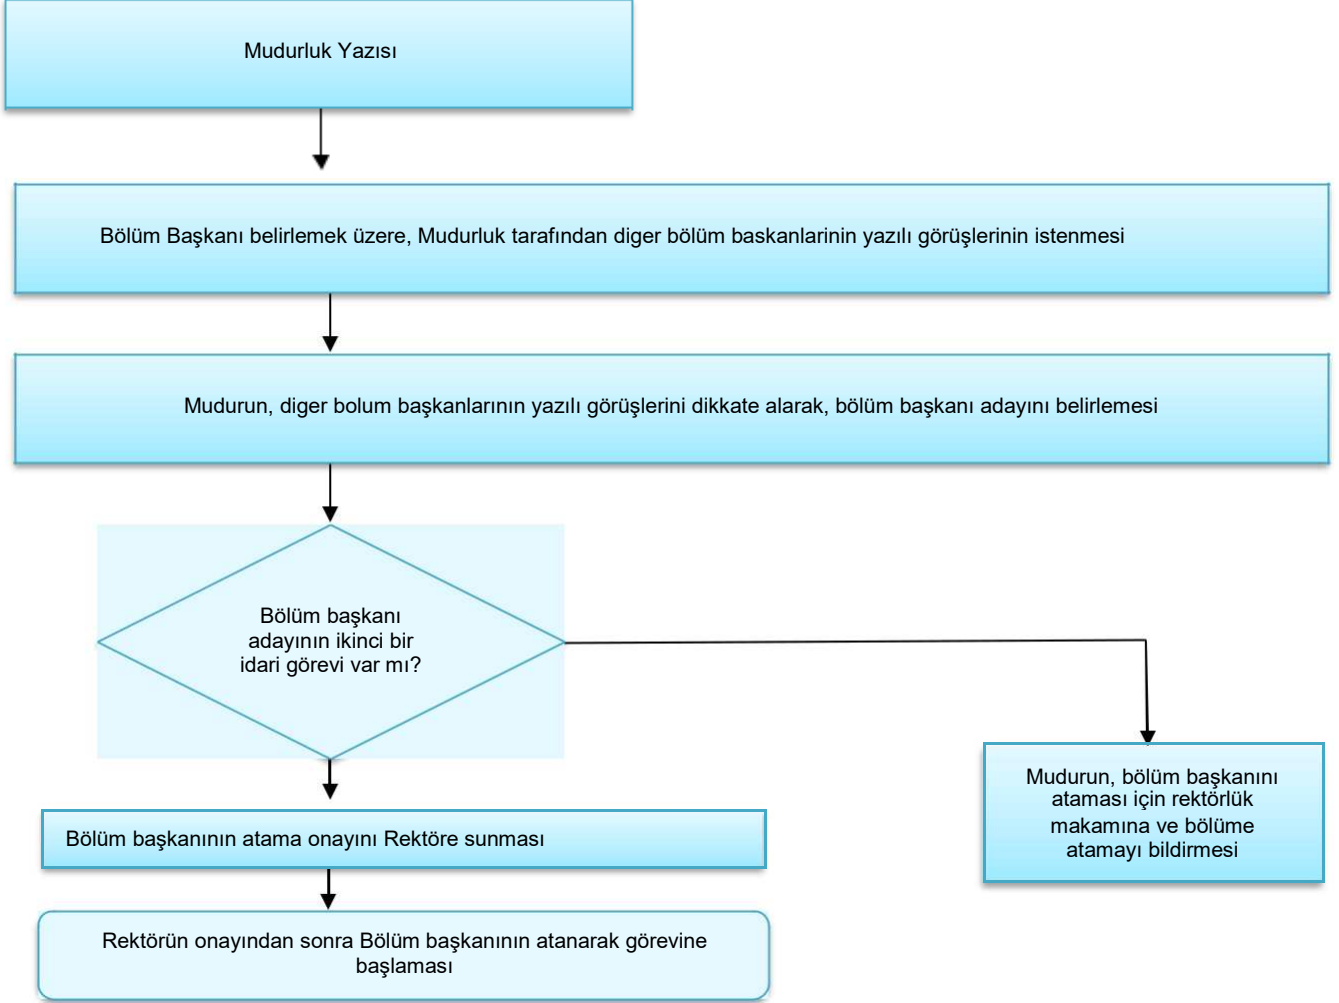 Mudurluk Yazısı
Bölüm Başkanı belirlemek üzere, Mudurluk tarafından diger bölüm baskanlarinin yazılı görüşlerinin istenmesi
Mudurun, diger bolum başkanlarının yazılı görüşlerini dikkate alarak, bölüm başkanı adayını belirlemesi
Bölüm başkanı
adayının ikinci bir
idari görevi var mı?
Mudurun, bölüm başkanını
ataması için rektörlük
makamına ve bölüme
atamayı bildirmesi
Bölüm başkanının atama onayını Rektöre sunması
Rektörün onayından sonra Bölüm başkanının atanarak görevine
başlaması